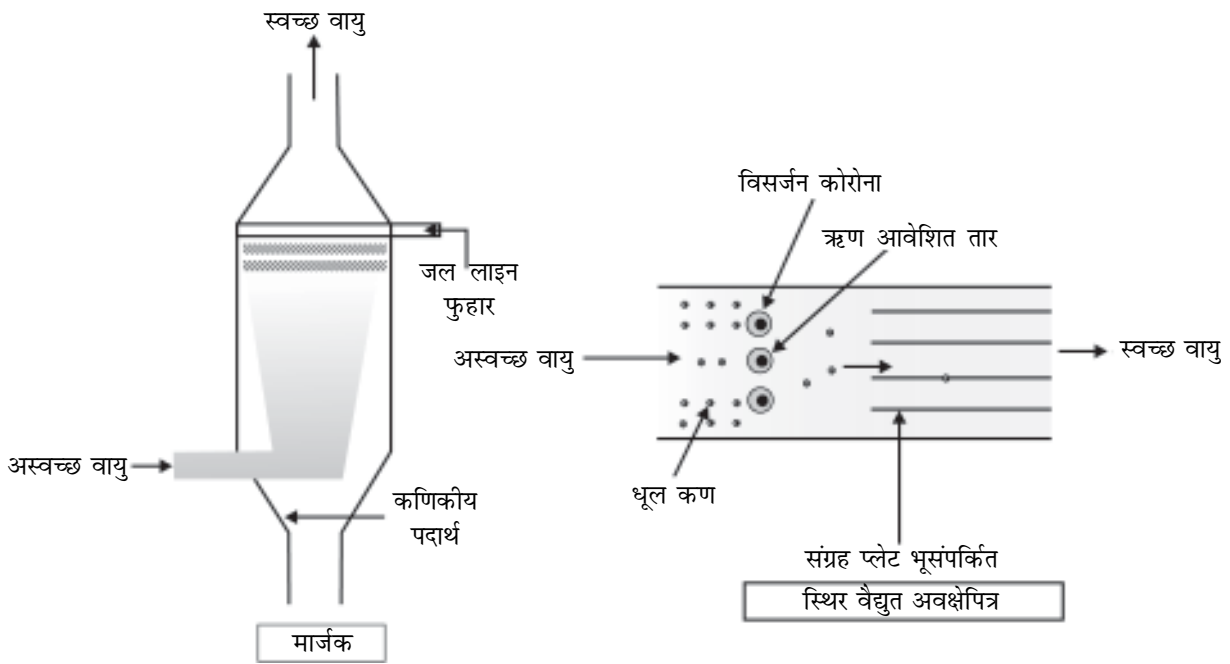 स्वच्छ वायु
जल लाइन
फुहार
अस्वच्छ वायु
कणिकीय
पदार्थ
मार्जक
विसर्जन कोरोना
ऋण आवेशित तार
अस्वच्छ वायु
स्वच्छ वायु
धूल कण
संग्रह प्लेट भूसंपर्कित
स्थिर वैद्युत अवक्षेपित्र